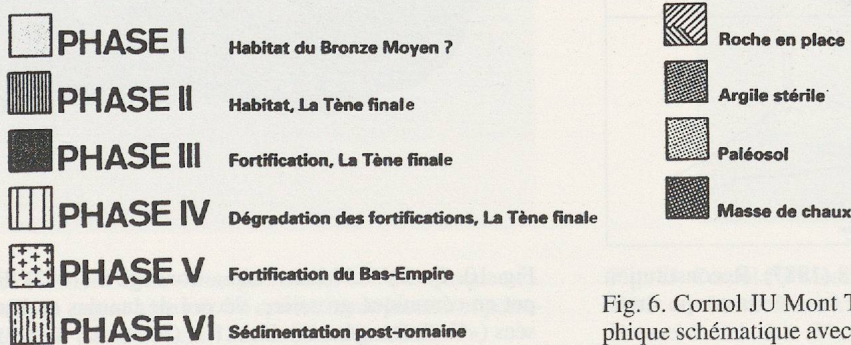 PHASE I Habitat du Bronze Moyen ?
PHASE II Habitat, La Tène finale
PHASE III Fortification, La Tène finale
PHASE IV Dégradation des fortifications, La Tène finale
PHASE V Fortification du Bas-Empire
PHASE VI Sédimentation post-romaine
Roche en place
Argile stérile
Paléosol
Masse de chaux
Fig. 6. Cornol JU Mont T
phique schématique avec